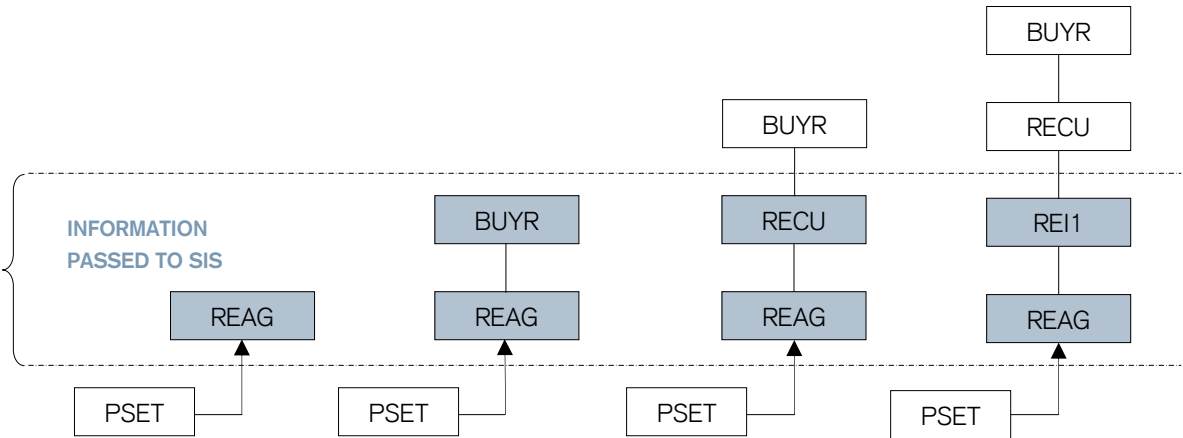 BUYR
BUYR
RECU
INFORMATION
PASSED TO SIS
BUYR
RECU
REI1
REAG
REAG
REAG
REAG
PSET
PSET
PSET
PSET